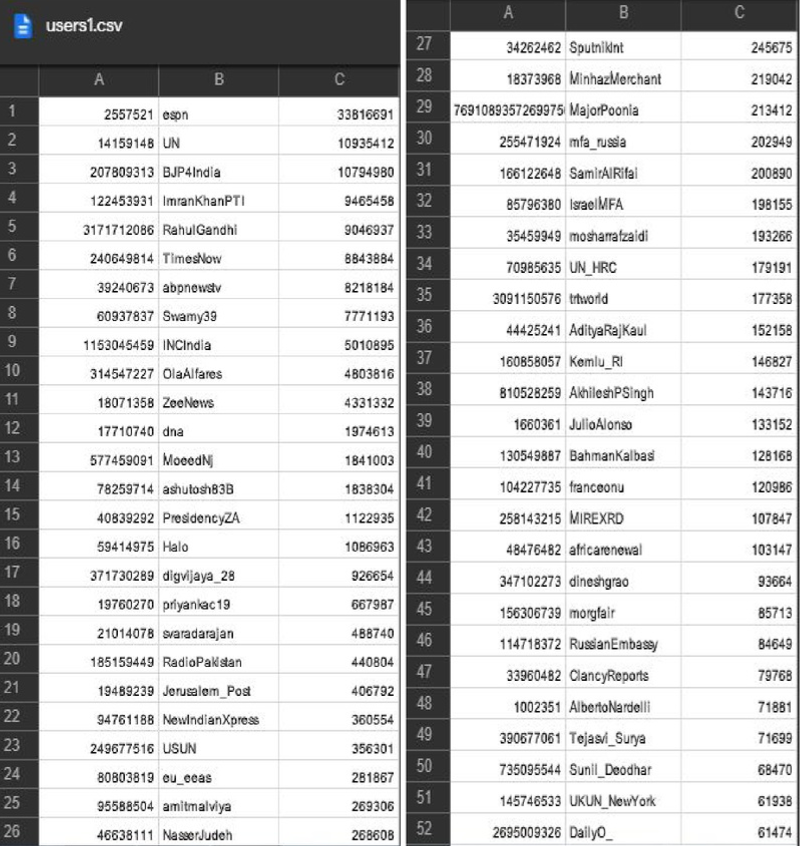 users1.csv
A B C
1 2557521 espn 33816691
2 14159148 UN 10935412
3 207809313 BJP4India 10794980
4 122453931 ImranKhanPTI 9465458
5 3171712086 RahulGandhi 9046937
6 240649814 TimesNow 8843884
7 39240673 abpnewstv 8218184
8 60937837 Swamy39 7771193
9 1153045459 INCIndia 5010895
10 314547227 OlaAlfares 4803816
11 18071358 ZeeNews 4331332
12 17710740 dna 1974613
13 577459091 MoeedNj 1841003
14 78259714 ashutosh83B 1838304
15 40839292 PresidencyZA 1122935
16 59414975 Halo 1086963
17 371730289 digvijaya_28 926654
18 19760270 priyankac19 667987
19 21014078 svaradarajan 488740
20 185159449 RadioPakistan 440804
21 19489239 Jerusalem_Post 406792
22 94761188 NewIndianXpress 360554
23 249677516 USUN 356301
24 80803819 eu_eeas 281867
25 95588504 amitmalviya 269306
26 46638111 NasserJudeh 268608
A B C
27 34262462 SputnikInt 245675
28 18373968 MinhazMerchant 219042
29 76910893572699750 MajorPoonia 213412
30 255471924 mfa_russia 202949
31 166122648 SamirAlRifai 200890
32 85796380 IsraelMFA 198155
33 35459949 mosharrafzaidi 193266
34 70985635 UN_HRC 179191
35 3091150576 trtworld 177358
36 44425241 AdityaRajKaul 152158
37 160858057 Kemlu_RI 146827
38 810528259 AkhileshPSingh 143716
39 1660361 JulioAlonso 133152
40 130549887 BahmanKalbasi 128168
41 104227735 franceonu 120986
42 258143215 MIREXRD 107847
43 48476482 africarenewal 103147
44 347102273 dineshgrao 93664
45 156306739 morgfair 85713
46 114718372 RussianEmbassy 84649
47 33960482 ClancyReports 79768
48 1002351 AlbertoNardelli 71881
49 390677061 Tejasvi_Surya 71699
50 735095544 Sunil_Deodhar 68470
51 145746533 UKUN_NewYork 61938
52 2695009326 DailyO_ 61474